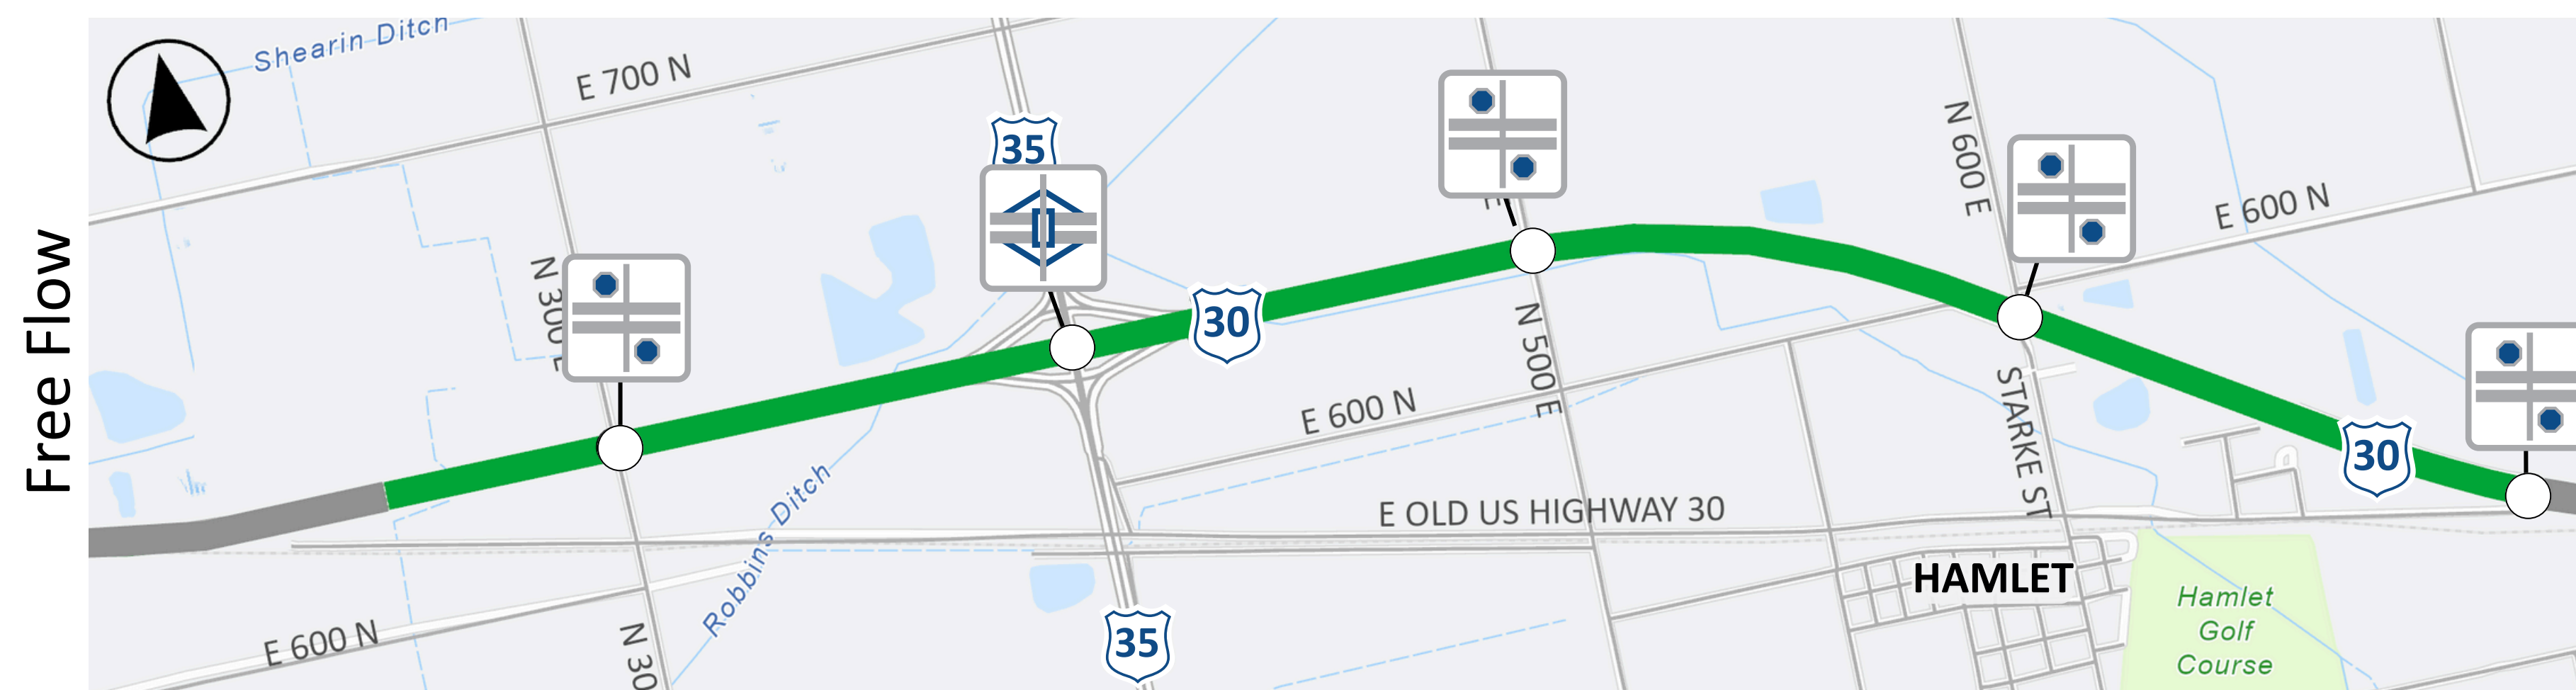 Free Flow
Shearin Ditch
E 700 N
35
N 300 E
30
N 500 E
N 600 E
E 600 N
E 600 N
STARKE ST
30
E OLD US HIGHWAY 30
Robbins Ditch
HAMLET
Hamlet
Golf
Course
E 600 N
N 30
35